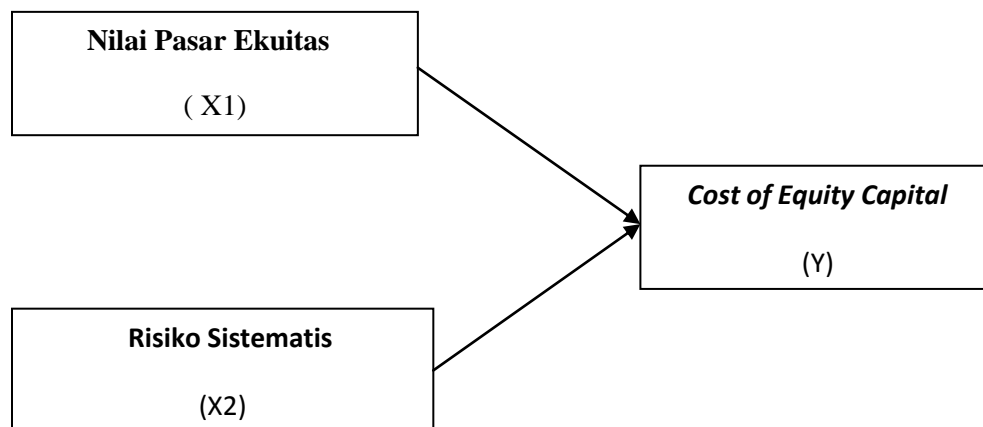 Nilai Pasar Ekuitas
( X1)
Cost of Equity Capital
(Y)
Risiko Sistematis
(X2)